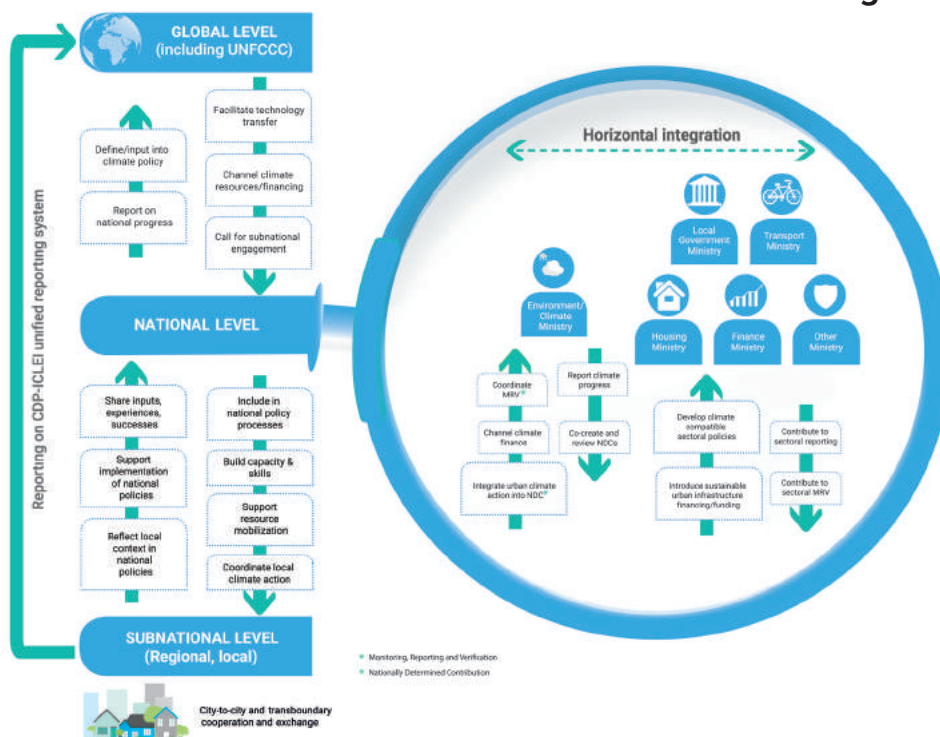 GLOBAL LEVEL
(including UNFCCC)
Facilitate technology
transfer
Define/input into
climate policy
Channel climate
resources/financing
Report on
national progress
Call for subnational
engagement
NATIONAL LEVEL
Share inputs,
experiences,
successes
Include in
national policy
processes
Support
implementation
of national
policies
Build capacity &
skills
Support
resource
mobilization
Reflect local
context in
national
policies
Coordinate local
climate action
SUBNATIONAL LEVEL
(Regional, local)
City-to-city and transboundary
cooperation and exchange
Reporting on CDP-ICLEI unified reporting system
Horizontal integration
Local
Government
Ministry
Transport
Ministry
Environment/
Climate
Ministry
Housing
Ministry
Finance
Ministry
Other
Ministry
Coordinate
MRV*
Report climate
progress
Channel climate
finance
Co-create and
review NDCs
Integrate urban climate
action into NDC*
Develop climate
compatible
sectoral policies
Contribute to
sectoral reporting
Introduce sustainable
urban infrastructure
financing/funding
Contribute to
sectoral MRV
* Monitoring, Reporting and Verification
* Nationally Determined Contribution